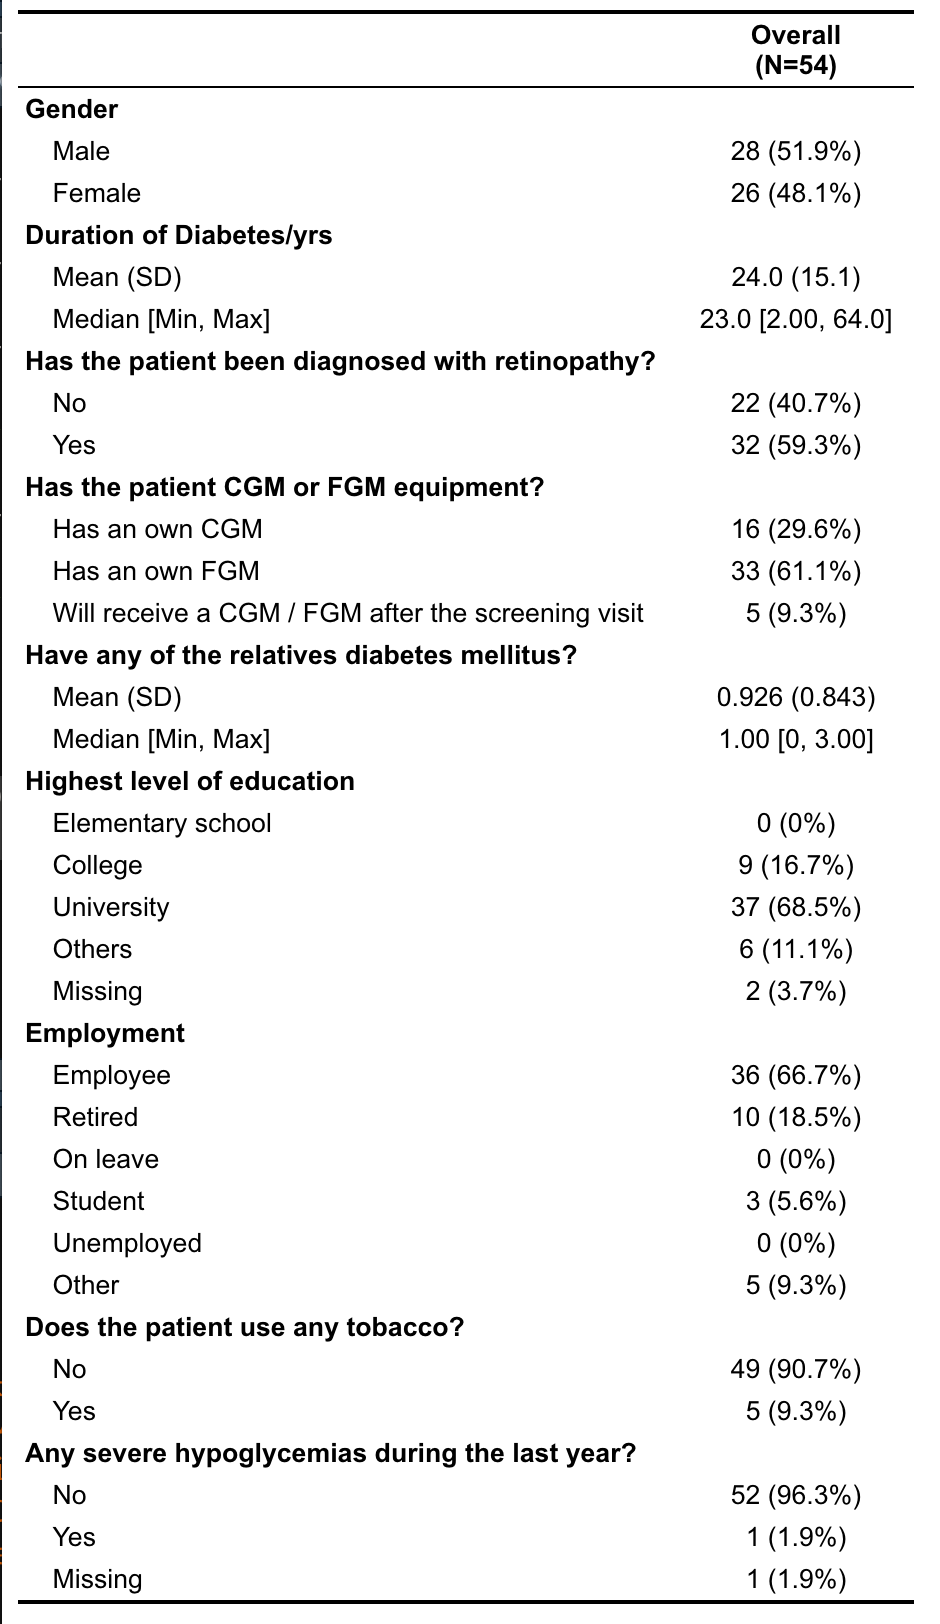 Overall
(N=54)
Gender
Male 28 (51.9%)
Female 26 (48.1%)
Duration of Diabetes/yrs
Mean (SD) 24.0 (15.1)
Median [Min, Max] 23.0 [2.00, 64.0]
Has the patient been diagnosed with retinopathy?
No 22 (40.7%)
Yes 32 (59.3%)
Has the patient CGM or FGM equipment?
Has an own CGM 16 (29.6%)
Has an own FGM 33 (61.1%)
Will receive a CGM / FGM after the screening visit 5 (9.3%)
Have any of the relatives diabetes mellitus?
Mean (SD) 0.926 (0.843)
Median [Min, Max] 1.00 [0, 3.00]
Highest level of education
Elementary school 0 (0%)
College 9 (16.7%)
University 37 (68.5%)
Others 6 (11.1%)
Missing 2 (3.7%)
Employment
Employee 36 (66.7%)
Retired 10 (18.5%)
On leave 0 (0%)
Student 3 (5.6%)
Unemployed 0 (0%)
Other 5 (9.3%)
Does the patient use any tobacco?
No 49 (90.7%)
Yes 5 (9.3%)
Any severe hypoglycemias during the last year?
No 52 (96.3%)
Yes 1 (1.9%)
Missing 1 (1.9%)